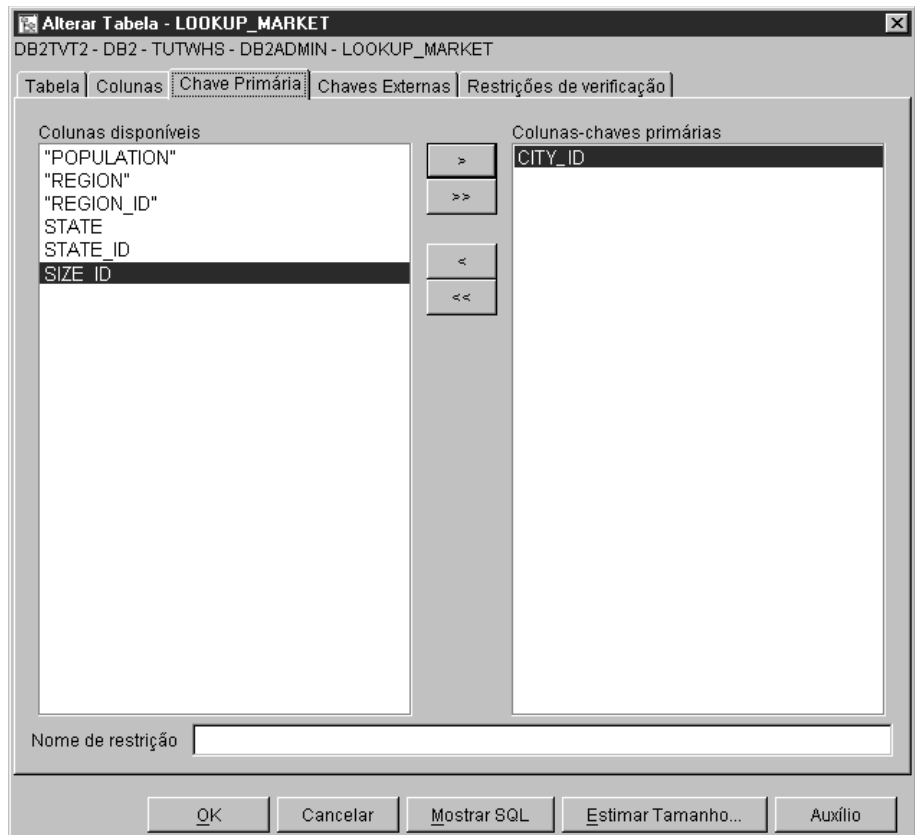 Alterar Tabela - LOOKUP_MARKET
DB2TVT2 - DB2 - TUTWHS - DB2ADMIN - LOOKUP_MARKET
Tabela Colunas Chave Primária Chaves Externas Restrições de verificação
Colunas disponíveis Colunas-chaves primárias
"POPULATION" > CITY_ID
"REGION"
"REGION_ID" >>
STATE
STATE_ID <
SIZE_ID
<<
Nome de restrição
OK Cancelar Mostrar SQL Estimar Tamanho... Auxílio